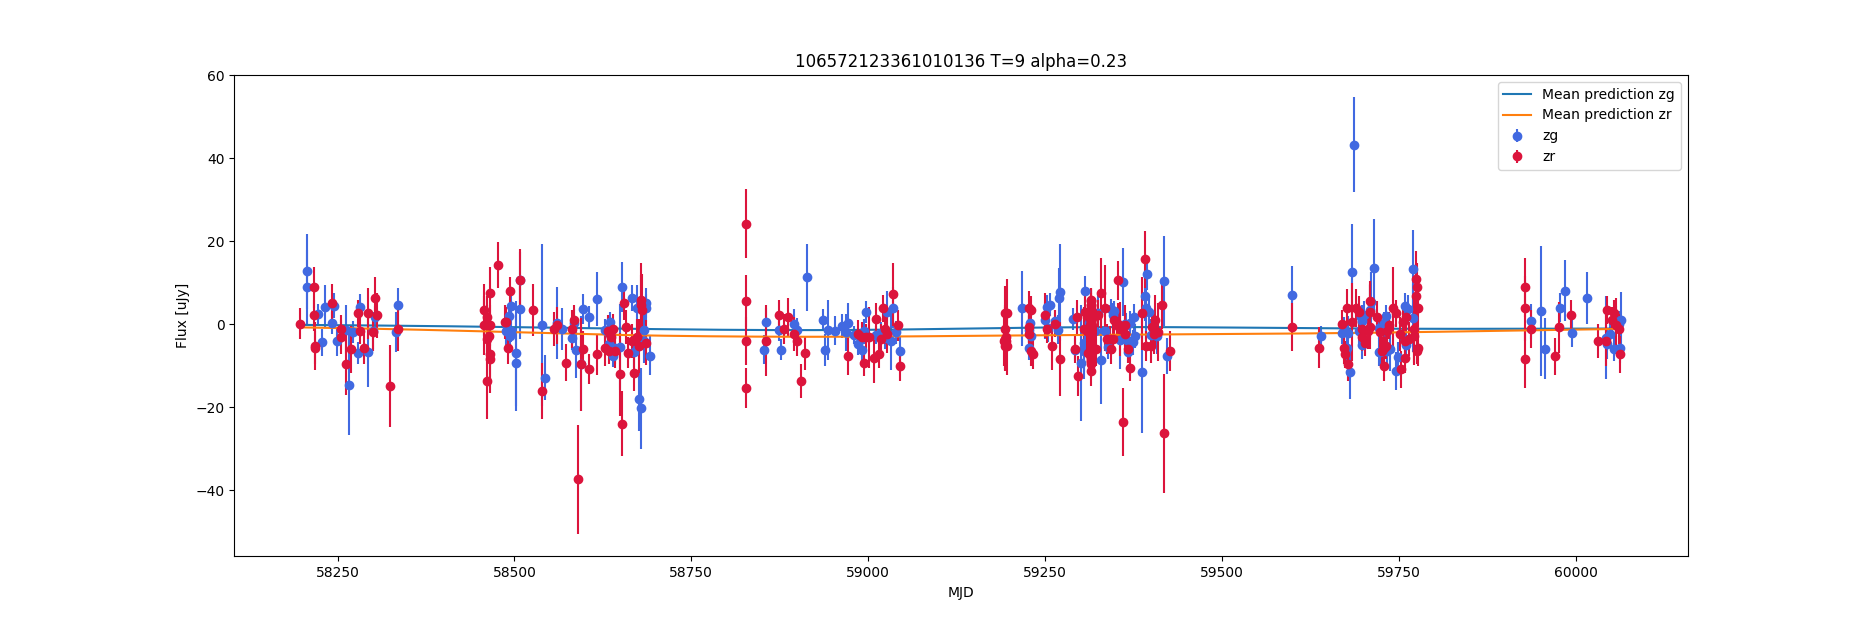 106572123361010136 T=9 alpha=0.23
60
40
20
0
−20
−40
Flux [uJy]
58250
58500
58750
59000
59250
59500
59750
60000
MJD
Mean prediction zg
Mean prediction zr
zg
zr